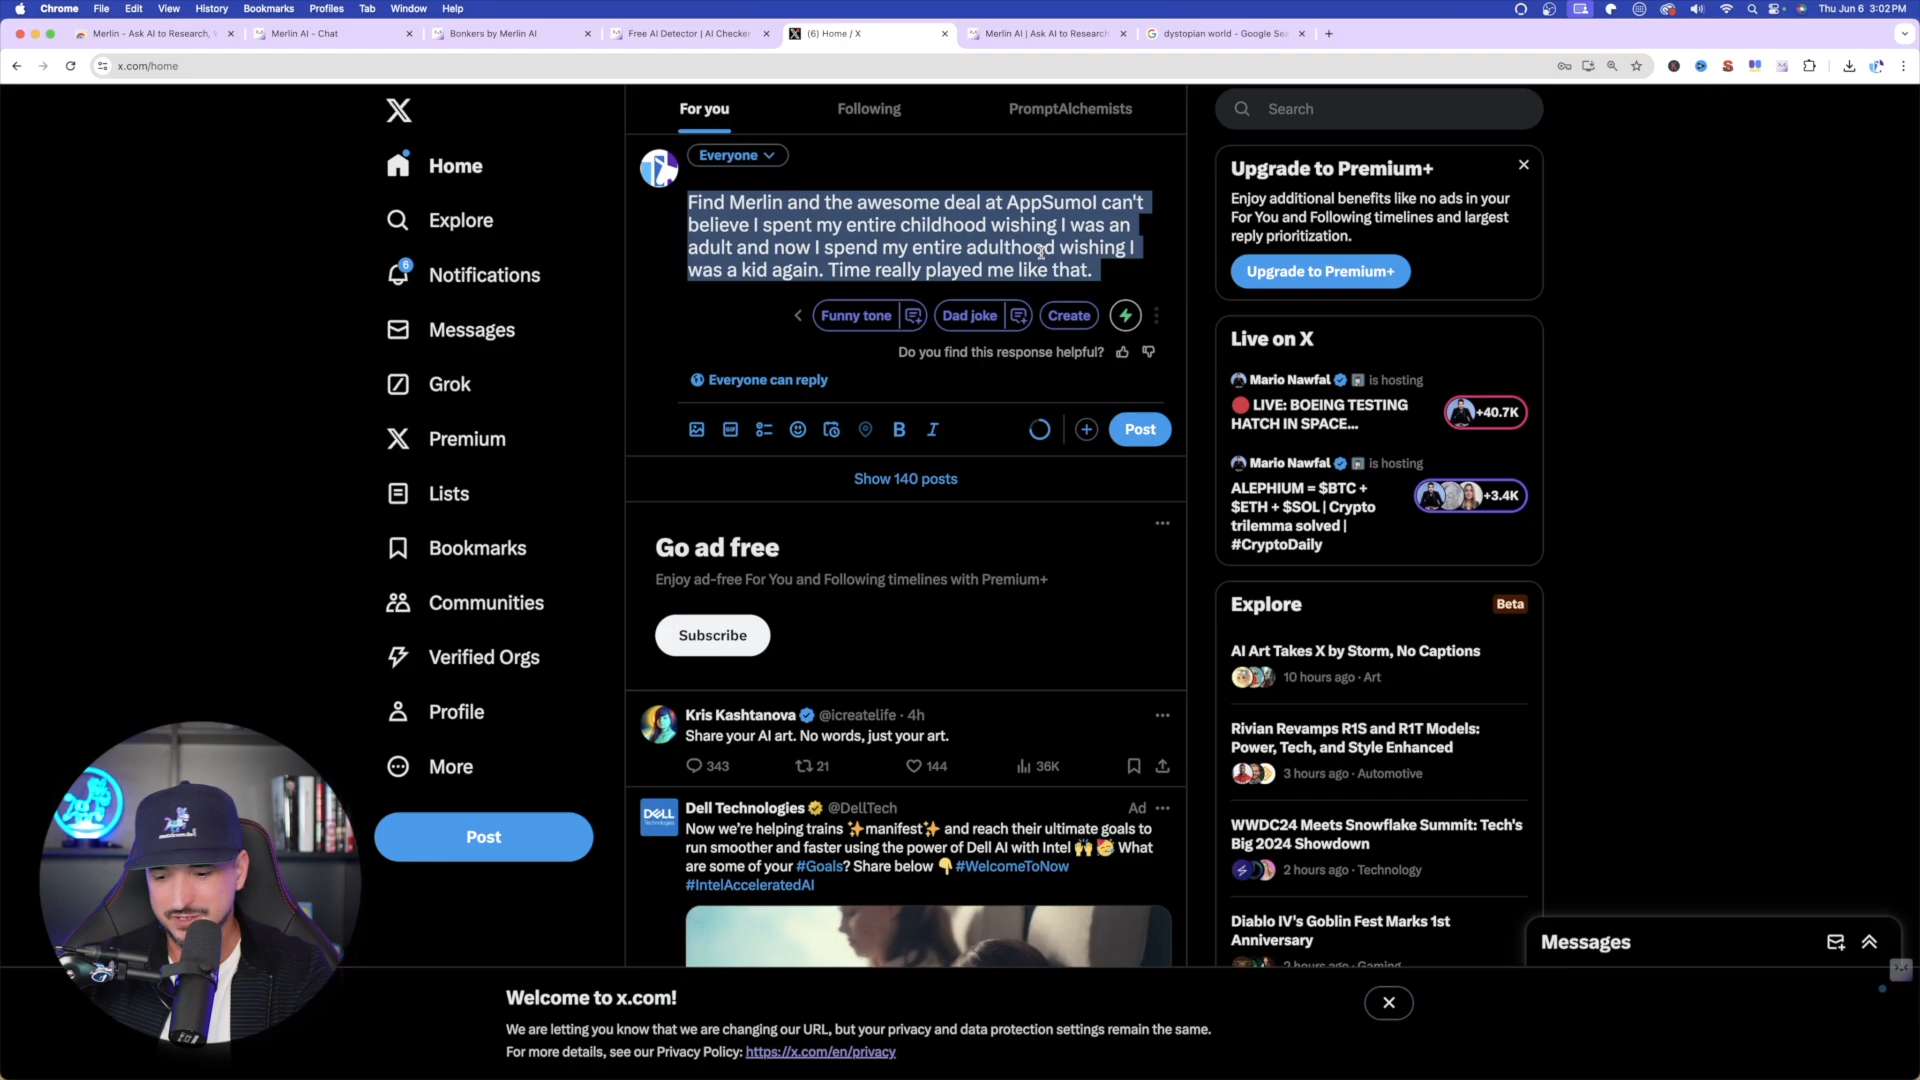 Chrome File Edit View History Bookmarks Profiles Tab Window Help
Thu Jun 6 3:02 PM
Merlin - Ask AI to Research,
Merlin AI - Chat
Bonkers by Merlin AI
Free AI Detector | AI Checker
(6) Home / X
Merlin AI | Ask AI to Research
dystopian world - Google Sea
x.com/home
Home
Explore
6
Notifications
Messages
Grok
Premium
Lists
Bookmarks
Communities
Verified Orgs
Profile
More
Post
For you
Following
PromptAlchemists
Everyone
Find Merlin and the awesome deal at AppSumoI can't
believe I spent my entire childhood wishing I was an
adult and now I spend my entire adulthood wishing I
was a kid again. Time really played me like that.
Funny tone
Dad joke
Create
Do you find this response helpful?
Everyone can reply
GIF
B I
Post
Show 140 posts
Go ad free
Enjoy ad-free For You and Following timelines with Premium+
Subscribe
Kris Kashtanova @icreatelife · 4h
Share your AI art. No words, just your art.
343 21 144 36K
DELL
Technologies
Dell Technologies @DellTech
Ad
Now we're helping trains ✨manifest✨ and reach their ultimate goals to
run smoother and faster using the power of Dell AI with Intel 🙌 🥳 What
are some of your #Goals? Share below 👇 #WelcomeToNow
#IntelAcceleratedAI
Search
Upgrade to Premium+
Enjoy additional benefits like no ads in your
For You and Following timelines and largest
reply prioritization.
Upgrade to Premium+
Live on X
Mario Nawfal is hosting
🔴 LIVE: BOEING TESTING
HATCH IN SPACE...
+40.7K
Mario Nawfal is hosting
ALEPHIUM = $BTC +
$ETH + $SOL | Crypto
trilemma solved |
#CryptoDaily
+3.4K
Explore
Beta
AI Art Takes X by Storm, No Captions
10 hours ago · Art
Rivian Revamps R1S and R1T Models:
Power, Tech, and Style Enhanced
3 hours ago · Automotive
WWDC24 Meets Snowflake Summit: Tech's
Big 2024 Showdown
2 hours ago · Technology
Diablo IV's Goblin Fest Marks 1st
Anniversary
2 hours ago · Gaming
Messages
Welcome to x.com!
We are letting you know that we are changing our URL, but your privacy and data protection settings remain the same.
For more details, see our Privacy Policy: https://x.com/en/privacy